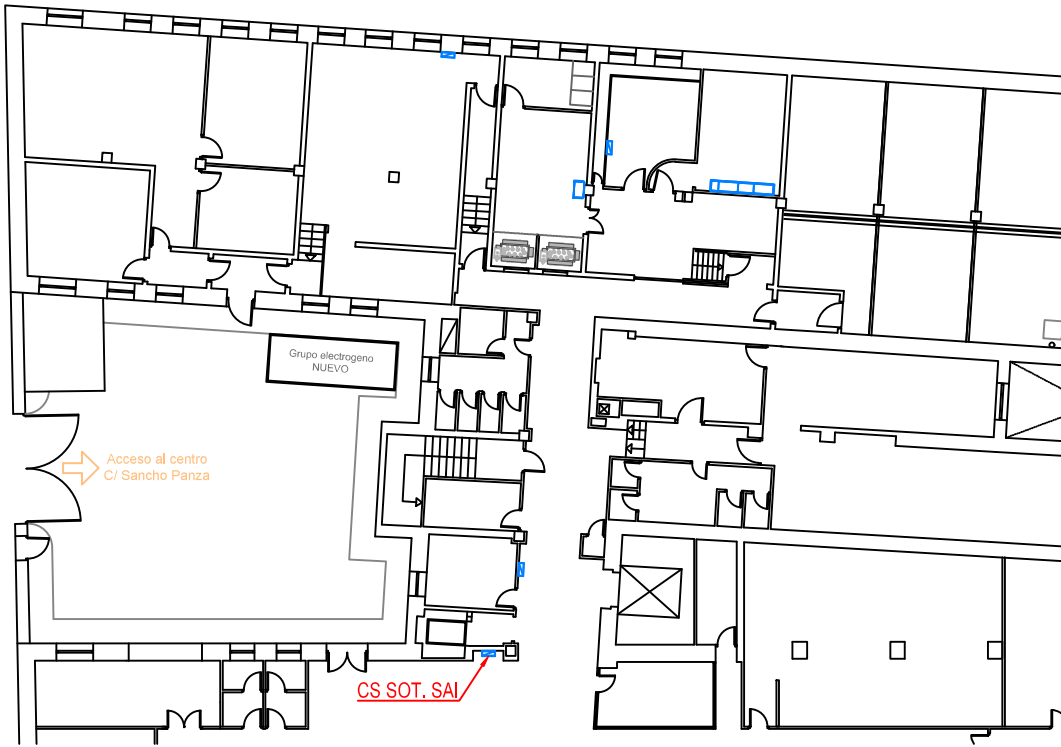 Grupo electrogeno
NUEVO
Acceso al centro
C/ Sancho Panza
CS SOT. SAI